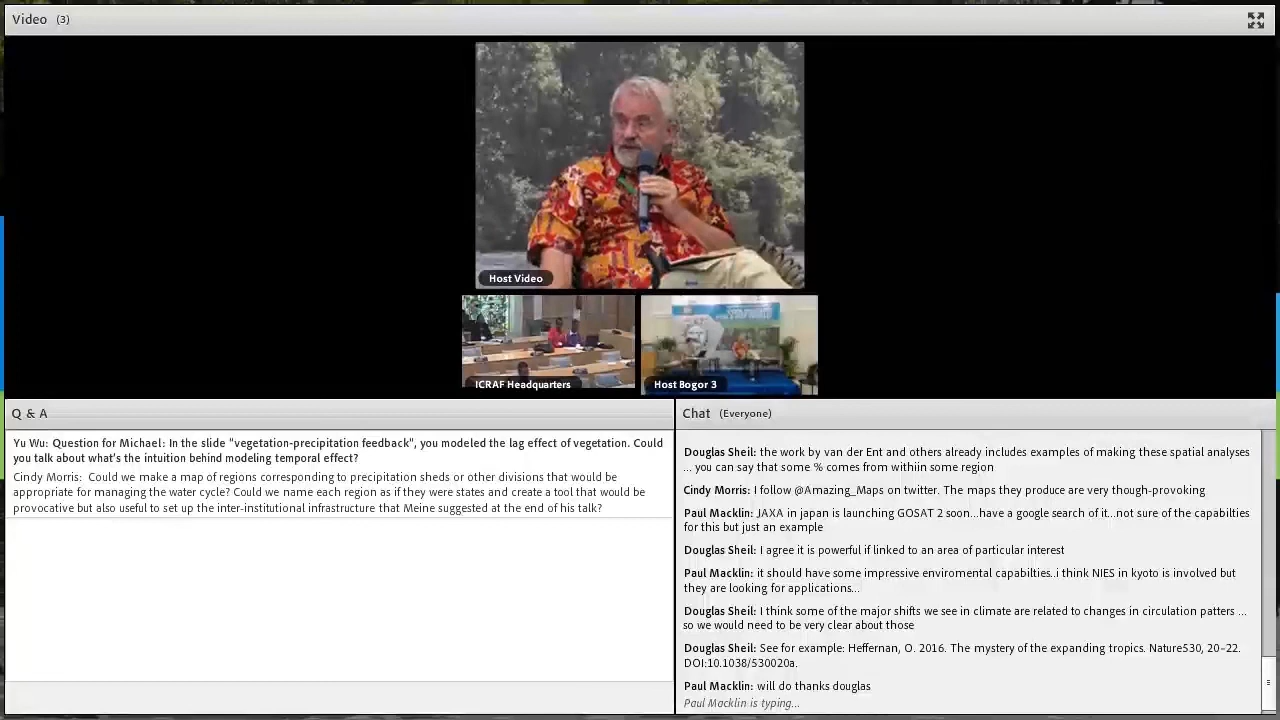 Video (3)
Host Video
ICRAF Headquarters
Host Bogor 3
Q & A
Yu Wu: Question for Michael: In the slide "vegetation-precipitation feedback", you modeled the lag effect of vegetation. Could
you talk about what's the intuition behind modeling temporal effect?
Cindy Morris: Could we make a map of regions corresponding to precipitation sheds or other divisions that would be
appropriate for managing the water cycle? Could we name each region as if they were states and create a tool that would be
provocative but also useful to set up the inter-institutional infrastructure that Meine suggested at the end of his talk?
Chat (Everyone)
Douglas Sheil: the work by van der Ent and others already includes examples of making these spatial analyses
... you can say that some % comes from withiin some region
Cindy Morris: I follow @Amazing_Maps on twitter. The maps they produce are very though-provoking
Paul Macklin: JAXA in japan is launching GOSAT 2 soon...have a google search of it...not sure of the capabilties
for this but just an example
Douglas Sheil: I agree it is powerful if linked to an area of particular interest
Paul Macklin: it should have some impressive enviromental capabilties..i think NIES in kyoto is involved but
they are looking for applications...
Douglas Sheil: I think some of the major shifts we see in climate are related to changes in circulation patters ...
so we would need to be very clear about those
Douglas Sheil: See for example: Heffernan, O. 2016. The mystery of the expanding tropics. Nature530, 20-22.
DOI:10.1038/530020a.
Paul Macklin: will do thanks douglas
Paul Macklin is typing...